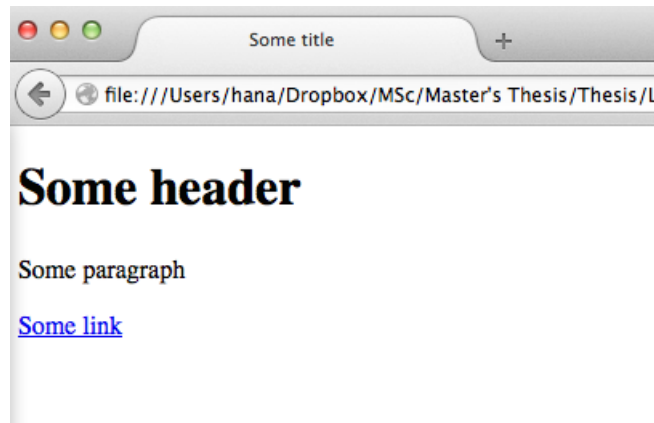 Some title
file:///Users/hana/Dropbox/MSc/Master's Thesis/Thesis/
Some header
Some paragraph
Some link